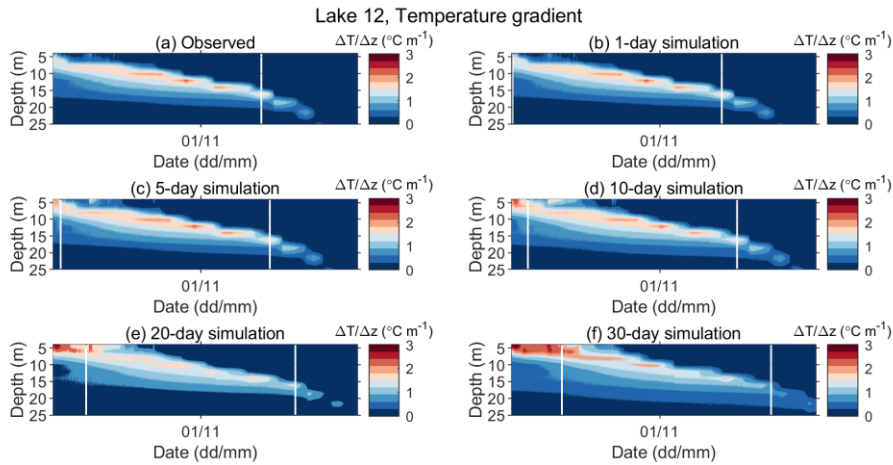 Lake 12, Temperature gradient
(a) Observed
ΔT/Δz (°C m⁻¹)
Depth (m)
5
10
15
20
25
01/11
Date (dd/mm)
3
2
1
0
(b) 1-day simulation
ΔT/Δz (°C m⁻¹)
Depth (m)
5
10
15
20
25
01/11
Date (dd/mm)
3
2
1
0
(c) 5-day simulation
ΔT/Δz (°C m⁻¹)
Depth (m)
5
10
15
20
25
01/11
Date (dd/mm)
3
2
1
0
(d) 10-day simulation
ΔT/Δz (°C m⁻¹)
Depth (m)
5
10
15
20
25
01/11
Date (dd/mm)
3
2
1
0
(e) 20-day simulation
ΔT/Δz (°C m⁻¹)
Depth (m)
5
10
15
20
25
01/11
Date (dd/mm)
3
2
1
0
(f) 30-day simulation
ΔT/Δz (°C m⁻¹)
Depth (m)
5
10
15
20
25
01/11
Date (dd/mm)
3
2
1
0